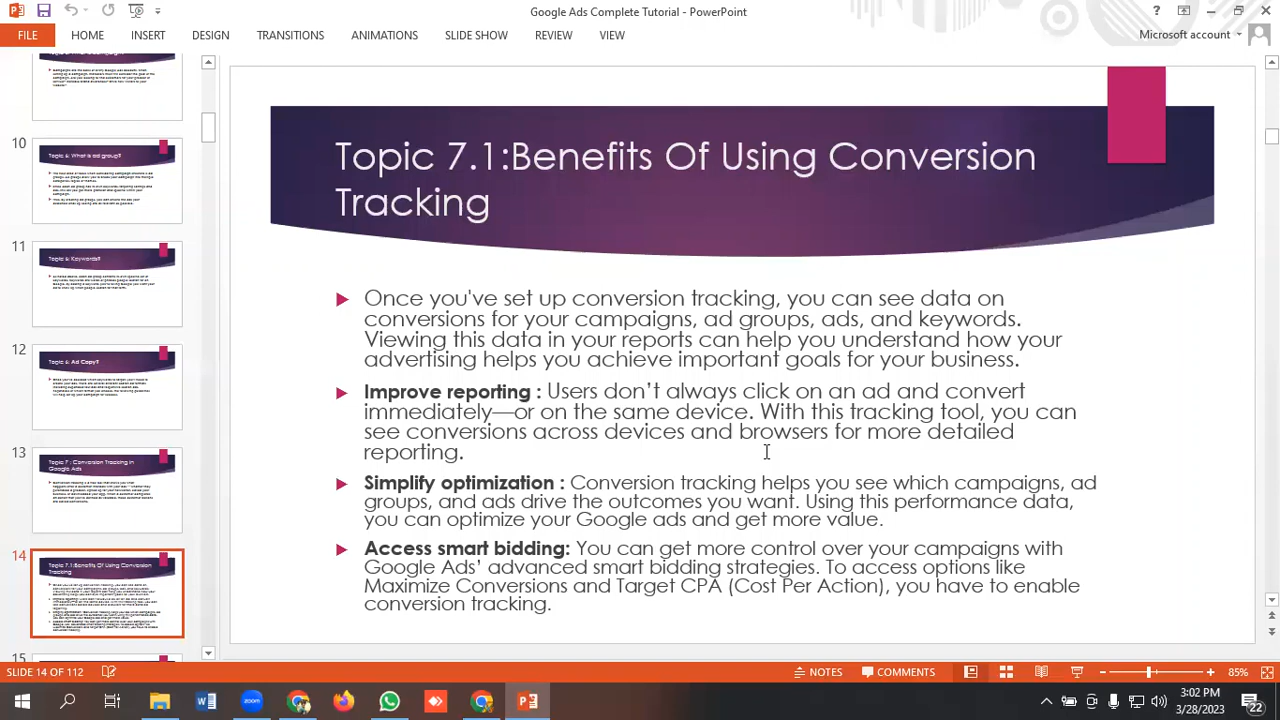 Google Ads Complete Tutorial - PowerPoint
FILE HOME INSERT DESIGN TRANSITIONS ANIMATIONS SLIDE SHOW REVIEW VIEW Microsoft account
10
Topic 6: What is ad group?
11
Topic 6: Keywords?
12
Topic 6: Ad Copy?
13
Topic 7 : Conversion Tracking in
Google Ads
14
Topic 7.1:Benefits Of Using Conversion
Tracking
15
Topic 7.1:Benefits Of Using Conversion
Tracking
Once you've set up conversion tracking, you can see data on
conversions for your campaigns, ad groups, ads, and keywords.
Viewing this data in your reports can help you understand how your
advertising helps you achieve important goals for your business.
Improve reporting : Users don’t always click on an ad and convert
immediately—or on the same device. With this tracking tool, you can
see conversions across devices and browsers for more detailed
reporting.
Simplify optimization : Conversion tracking helps you see which campaigns, ad
groups, and ads drive the outcomes you want. Using this performance data,
you can optimize your Google ads and get more value.
Access smart bidding: You can get more control over your campaigns with
Google Ads’ advanced smart bidding strategies. To access options like
Maximize Conversions and Target CPA (Cost Per Action), you have to enable
conversion tracking.
SLIDE 14 OF 112 NOTES COMMENTS 85%
3:02 PM
3/28/2023
22